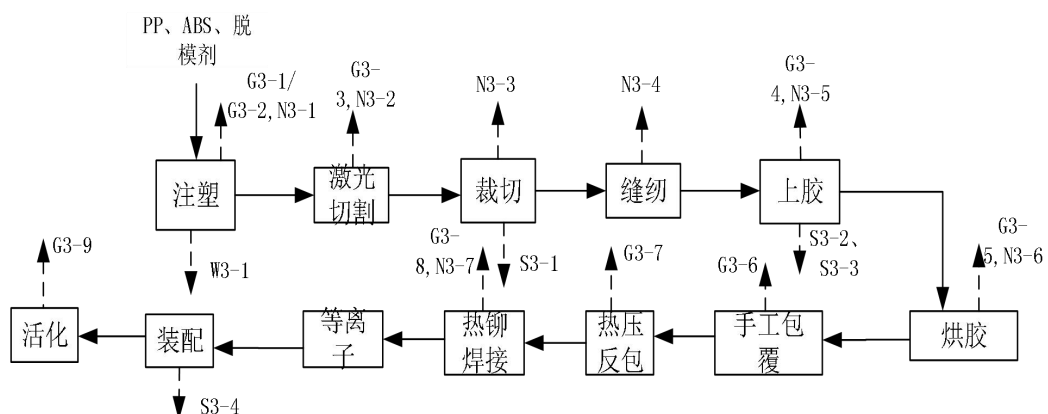 PP、ABS、脱
模剂
G3-1/
G3-2,N3-1
G3-
3,N3-2
N3-3
N3-4
G3-
4,N3-5
注塑
激光
切割
裁切
缝纫
上胶
W3-1
S3-1
S3-2、
S3-3
G3-9
G3-
8,N3-7
G3-7
G3-6
G3-
5,N3-6
活化
装配
等离
子
热铆
焊接
热压
反包
手工包
覆
烘胶
S3-4